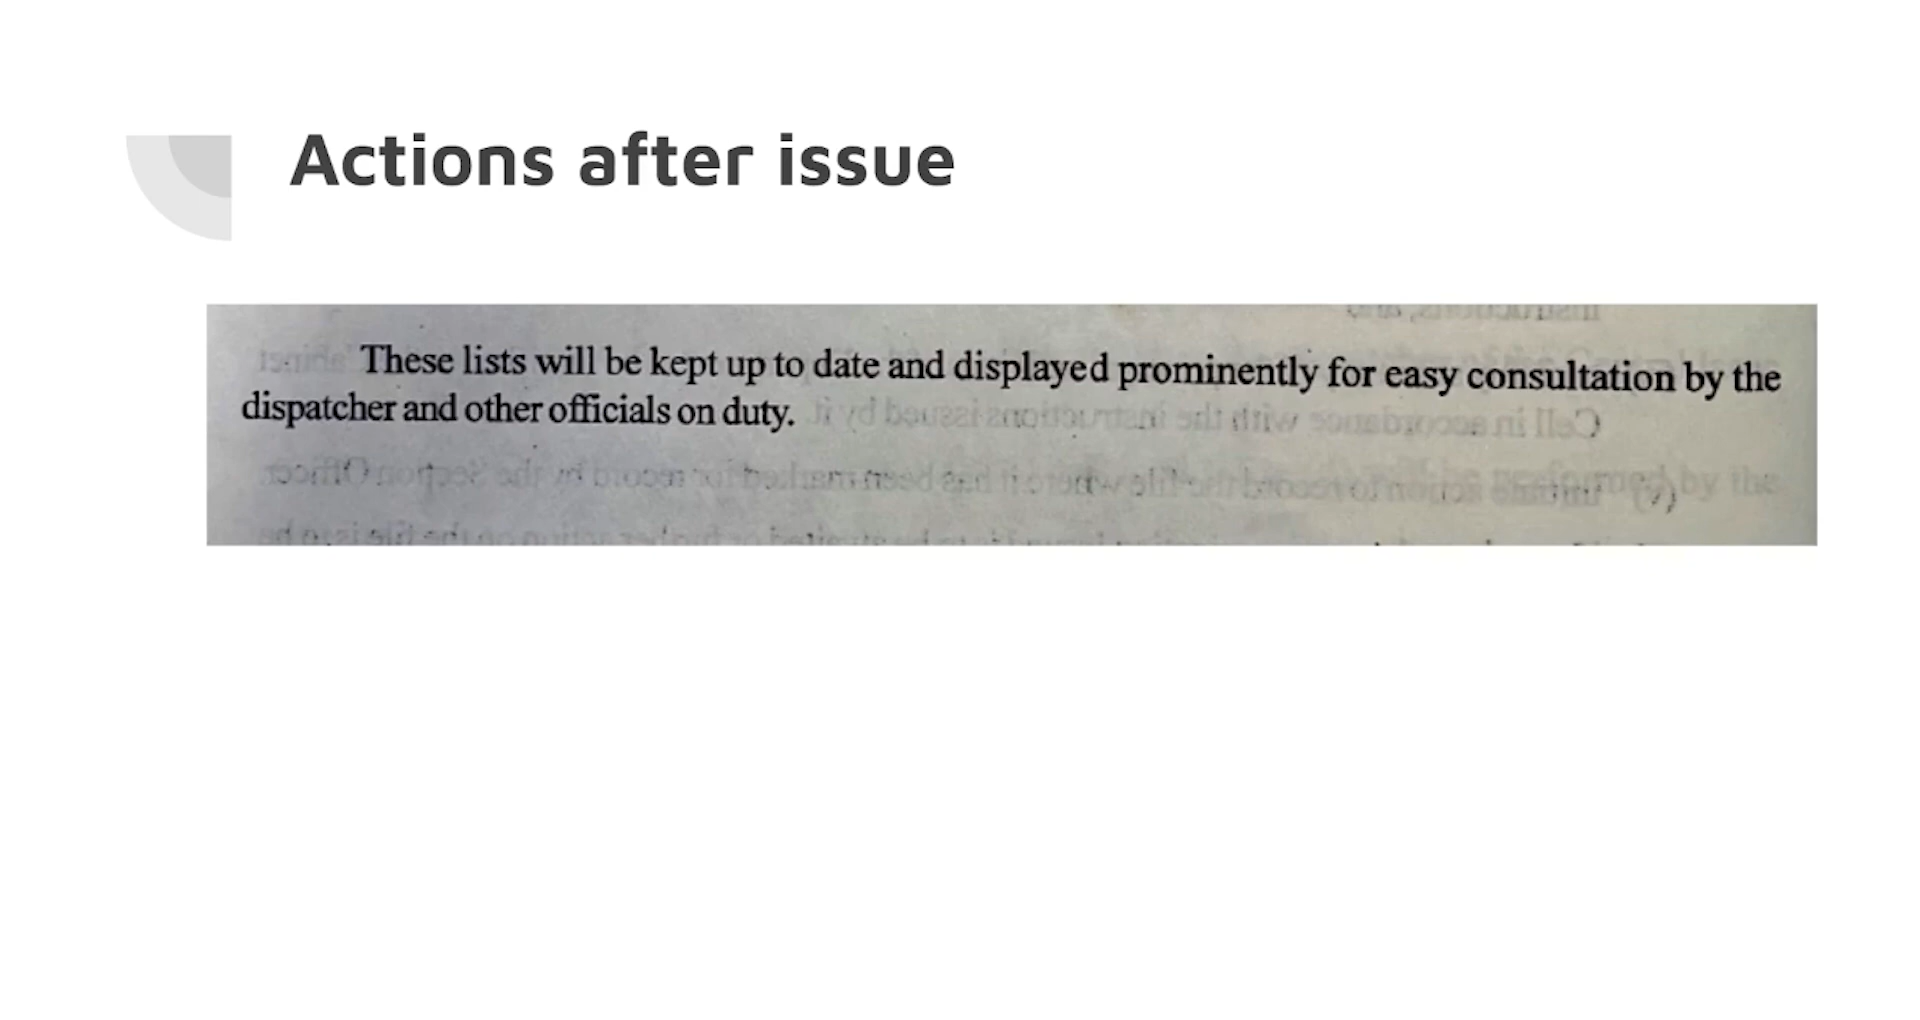 Actions after issue
These lists will be kept up to date and displayed prominently for easy consultation by the
dispatcher and other officials on duty.